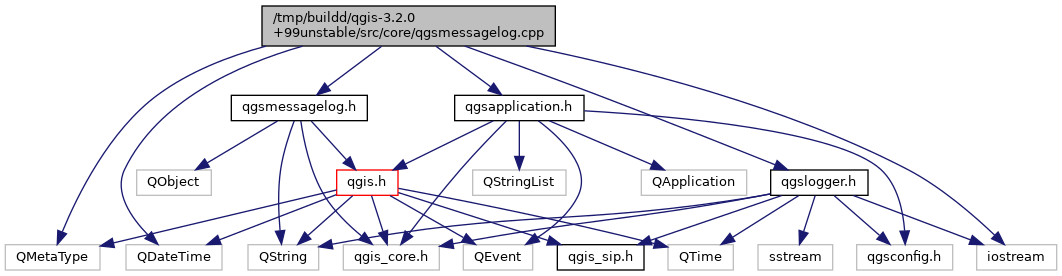 /tmp/buildd/qgis-3.2.0
+99unstable/src/core/qgsmessagelog.cpp
qgsmessagelog.h
qgsapplication.h
QObject
qgis.h
QStringList
QApplication
qgslogger.h
QMetaType
QDateTime
QString
qgis_core.h
QEvent
qgis_sip.h
QTime
sstream
qgsconfig.h
iostream